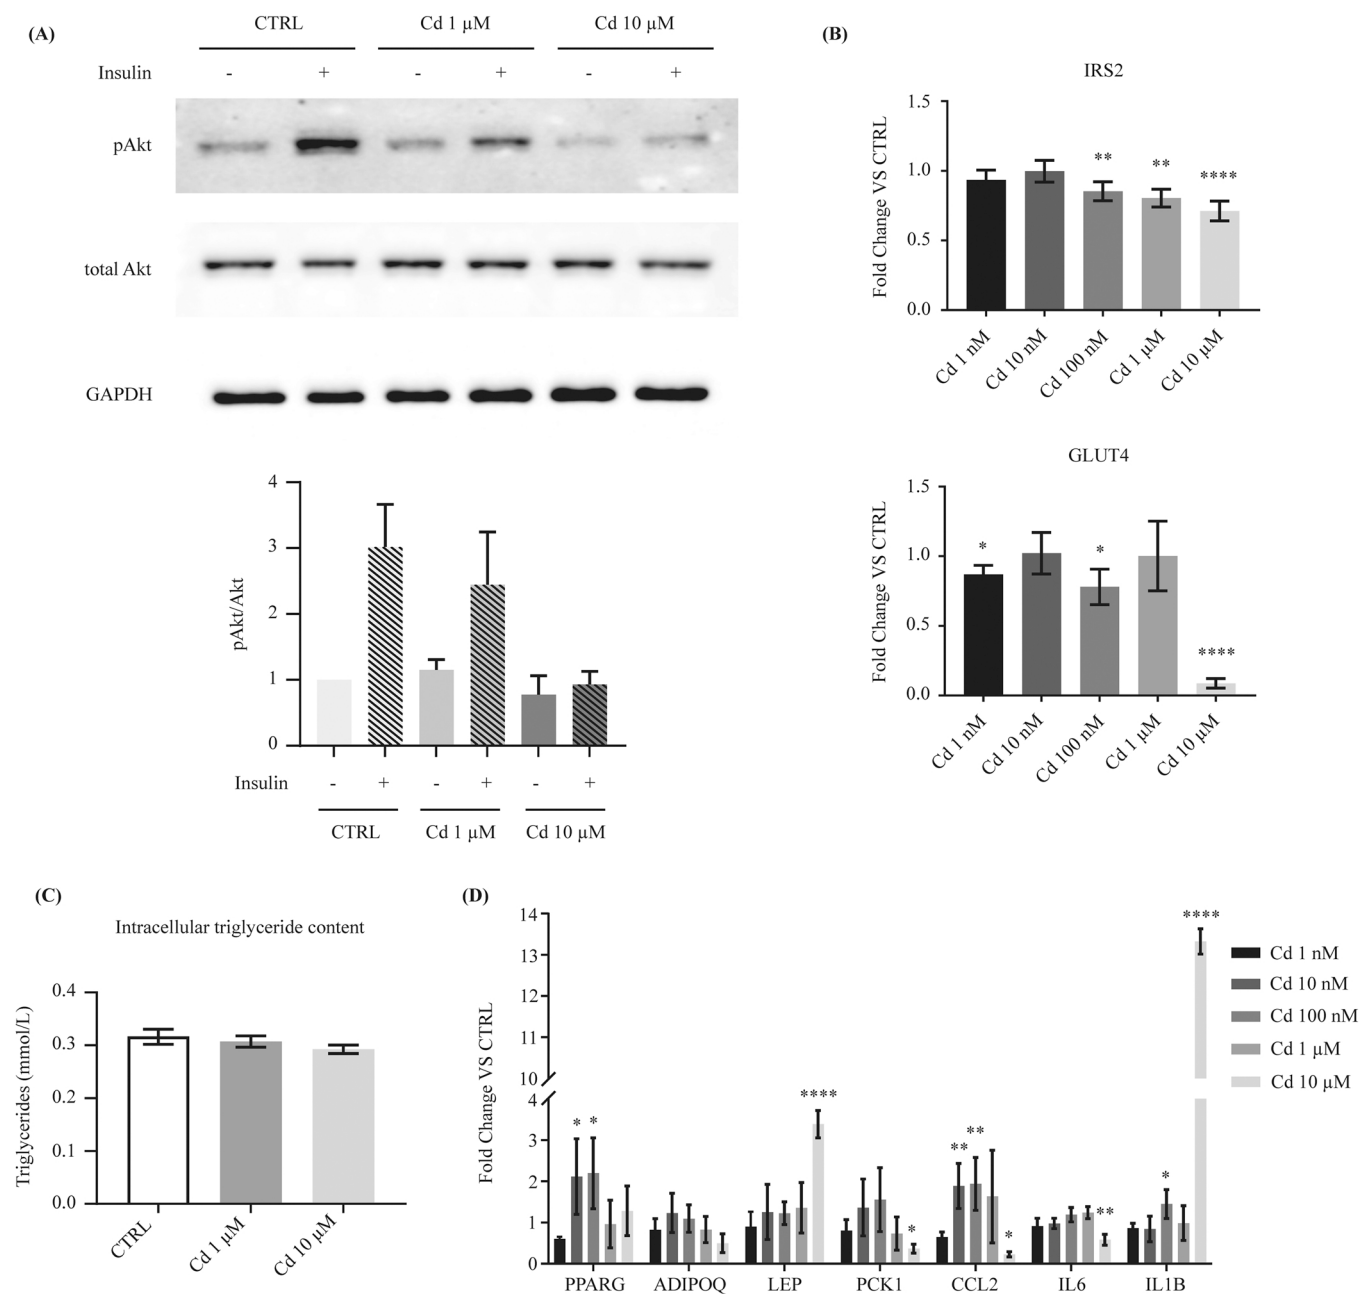 (A)
CTRL Cd 1 µM Cd 10 µM
Insulin - + - + - +
pAkt
total Akt
GAPDH
4
3
2
1
0
pAkt/Akt
Insulin - + - + - +
CTRL Cd 1 µM Cd 10 µM
(B)
IRS2
1.5
1.0
0.5
0.0
Fold Change VS CTRL
** ** ****
Cd 1 nM Cd 10 nM Cd 100 nM Cd 1 µM Cd 10 µM
GLUT4
1.5
1.0
0.5
0.0
Fold Change VS CTRL
* * ****
Cd 1 nM Cd 10 nM Cd 100 nM Cd 1 µM Cd 10 µM
(C)
Intracellular triglyceride content
0.4
0.3
0.2
0.1
0.0
Triglycerides (mmol/L)
CTRL Cd 1 µM Cd 10 µM
(D)
14
13
12
11
10
4
3
2
1
0
Fold Change VS CTRL
* * **** * ** ** * ** * ****
PPARG ADIPOQ LEP PCK1 CCL2 IL6 IL1B
Cd 1 nM
Cd 10 nM
Cd 100 nM
Cd 1 µM
Cd 10 µM